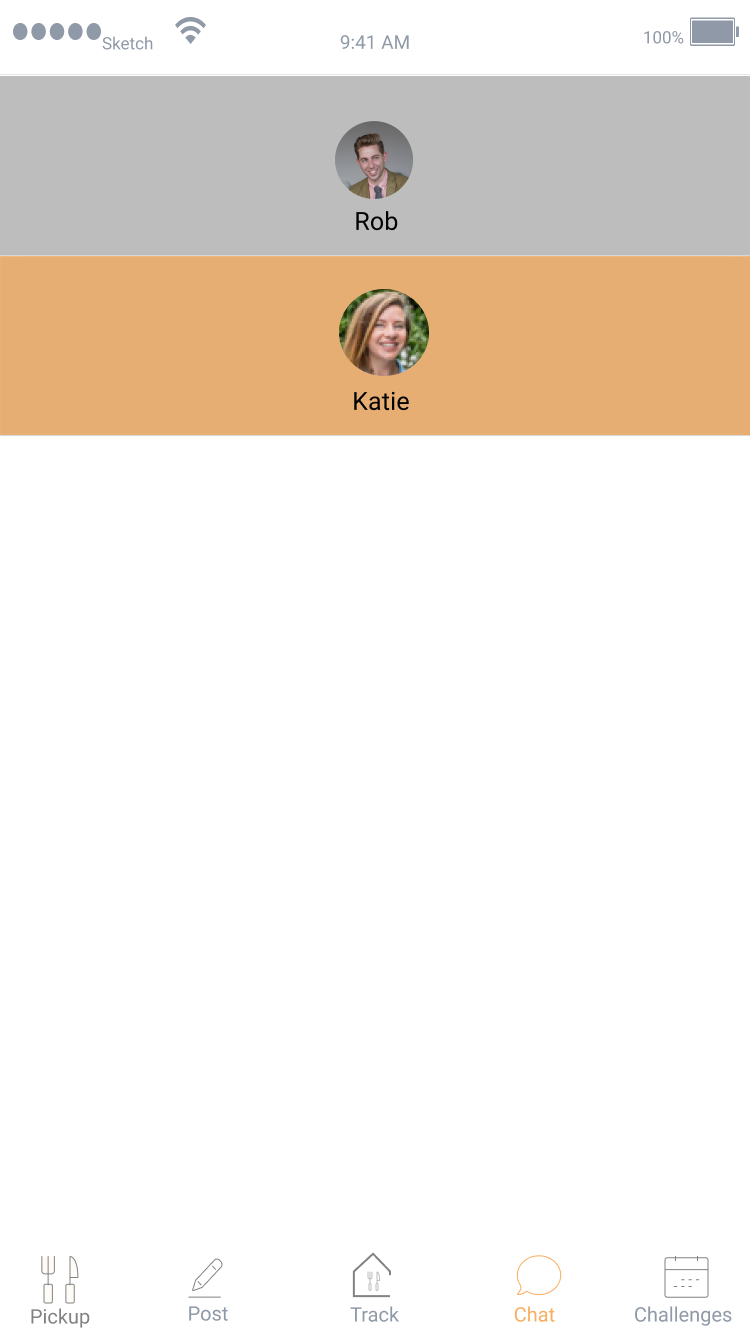 Sketch 9:41 AM 100%
Rob
Katie
Pickup Post Track Chat Challenges